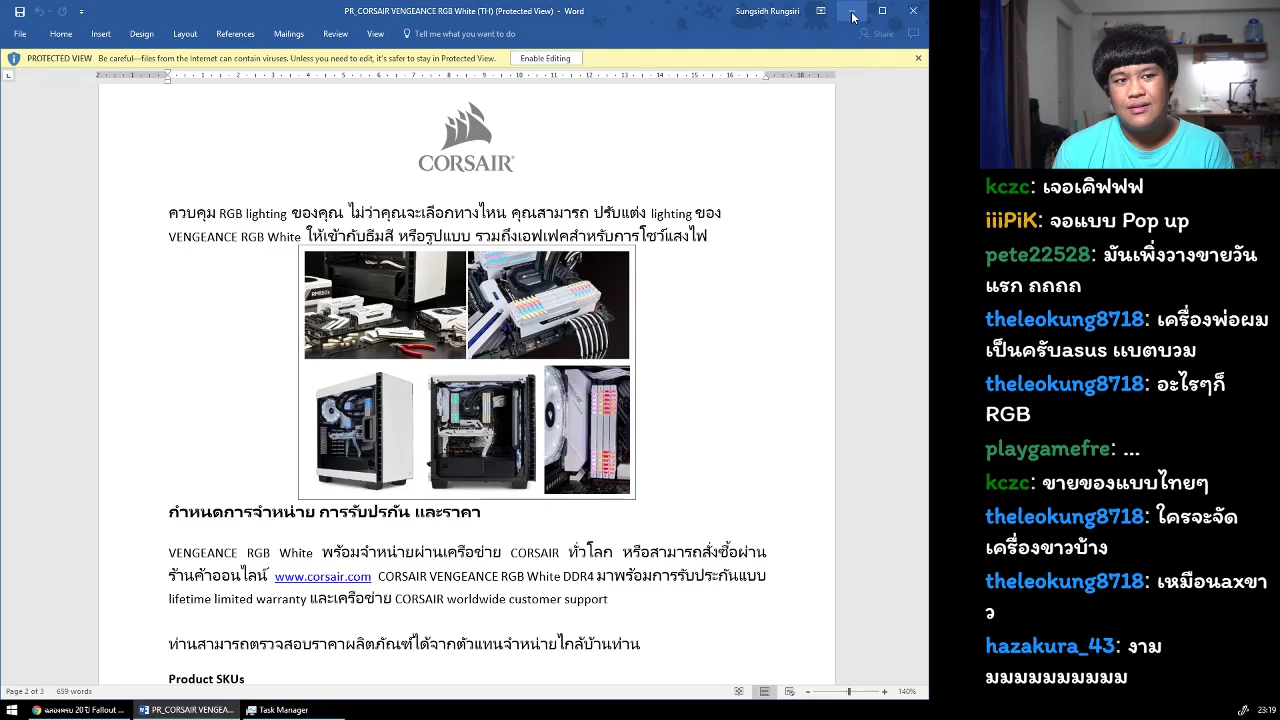 PR_CORSAIR VENGEANCE RGB White (TH) (Protected View) - Word
Sungsidh Rungsiri
File Home Insert Design Layout References Mailings Review View Tell me what you want to do Share
PROTECTED VIEW Be careful—files from the Internet can contain viruses. Unless you need to edit, it's safer to stay in Protected View. Enable Editing
CORSAIR
ควบคุม RGB lighting ของคุณ ไม่ว่าคุณจะเลือกทางไหน คุณสามารถ ปรับแต่ง lighting ของ
VENGEANCE RGB White ให้เข้ากับธีมสี หรือรูปแบบ รวมถึงเอฟเฟคสำหรับการโชว์แสงไฟ
กำหนดการจำหน่าย การรับปรกัน และราคา
VENGEANCE RGB White พร้อมจำหน่ายผ่านเครือข่าย CORSAIR ทั่วโลก หรือสามารถสั่งซื้อผ่าน
ร้านค้าออนไลน์ www.corsair.com CORSAIR VENGEANCE RGB White DDR4 มาพร้อมการรับประกันแบบ
lifetime limited warranty และเครือข่าย CORSAIR worldwide customer support
ท่านสามารถตรวจสอบราคาผลิตภัณฑ์ได้จากตัวแทนจำหน่ายใกล้บ้านท่าน
Product SKUs
Page 2 of 3 659 words
140%
ฉลองครบ 20 ปี Fallout ...
PR_CORSAIR VENGEA...
Task Manager
23:19
kczc: เจอเคิฟฟฟ
iiiPiK: จอแบบ Pop up
pete22528: มันเพิ่งวางขายวัน
แรก ถถถถ
theleokung8718: เครื่องพ่อผม
เป็นครับasus แบตบวม
theleokung8718: อะไรๆก็
RGB
playgamefre: ...
kczc: ขายของแบบไทยๆ
theleokung8718: ใครจะจัด
เครื่องขาวบ้าง
theleokung8718: เหมือนaxขา
ว
hazakura_43: งาม
มมมมมมมมมม